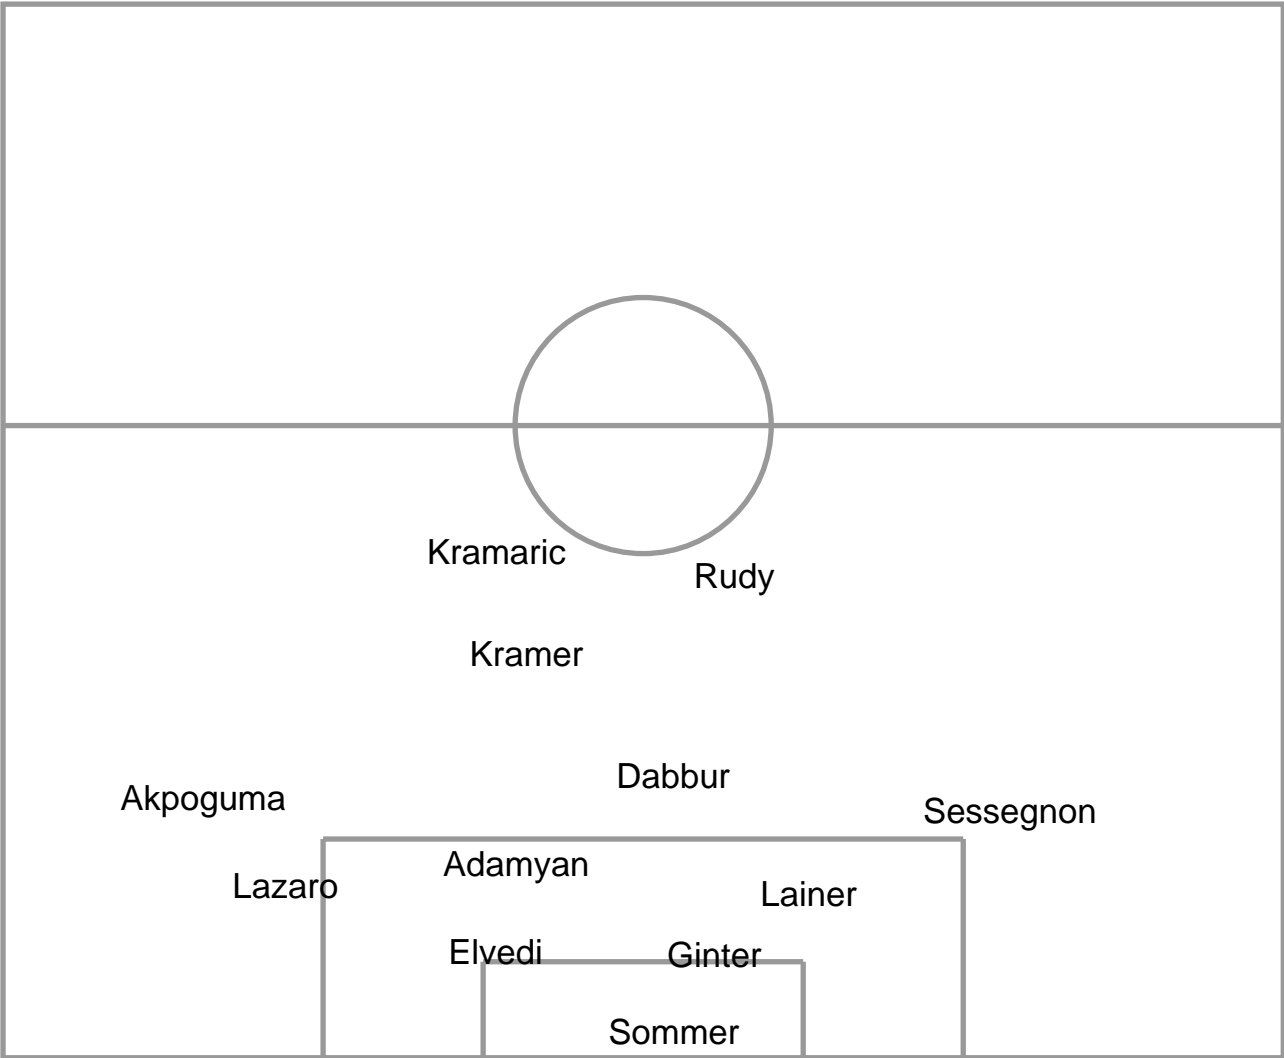 Kramaric
Rudy
Kramer
Dabbur
Akpoguma
Sessegnon
Adamyan
Lazaro
Lainer
Elvedi
Ginter
Sommer